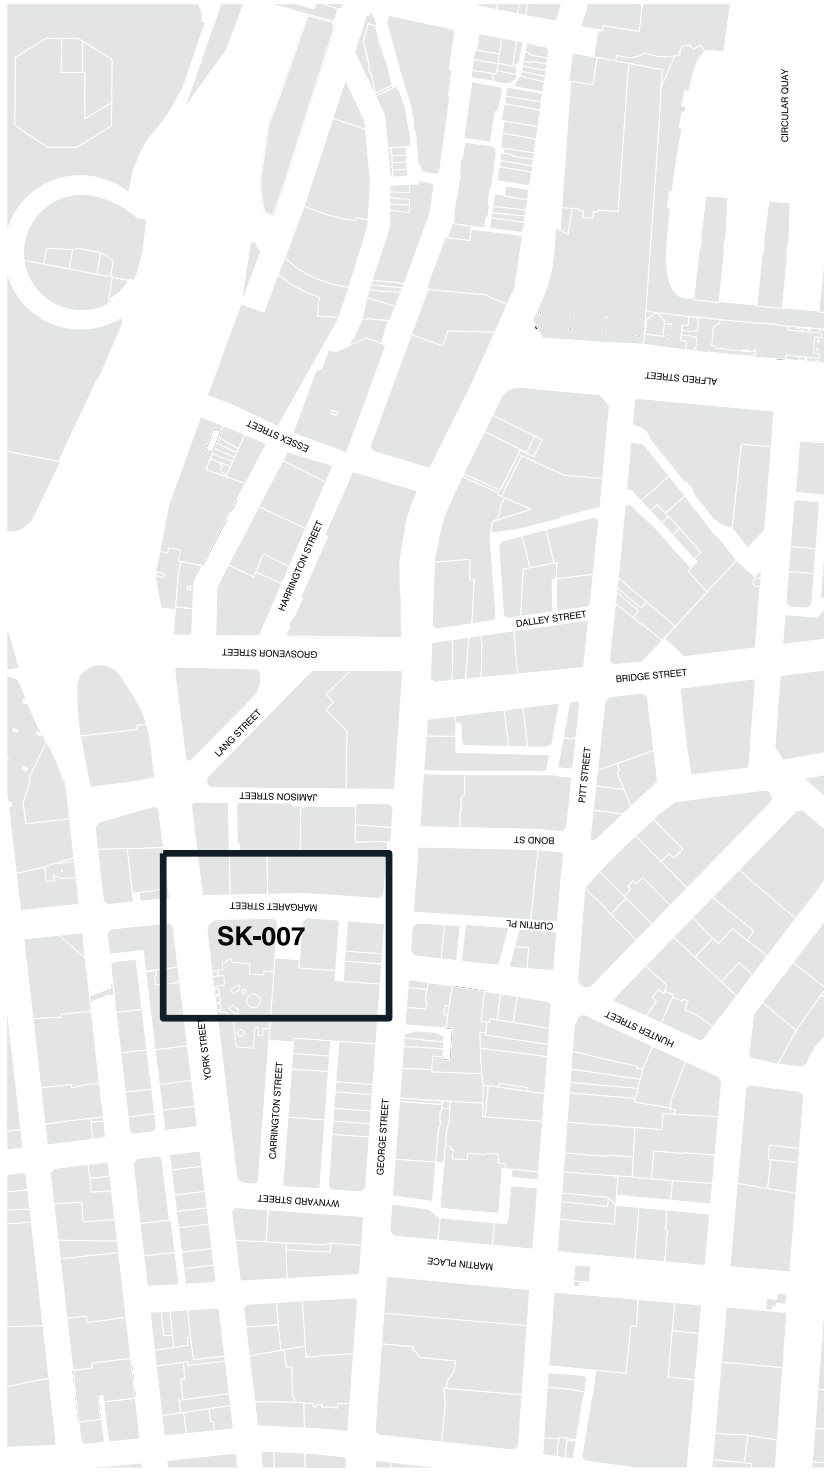 CIRCULAR QUAY
ALFRED STREET
ESSEX STREET
HARRINGTON STREET
DALLEY STREET
GROSVENOR STREET
BRIDGE STREET
LANG STREET
PITT STREET
JAMISON STREET
BOND ST
MARGARET STREET
CURTIN PL
SK-007
HUNTER STREET
YORK STREET
CARRINGTON STREET
GEORGE STREET
WYNYARD STREET
MARTIN PLACE